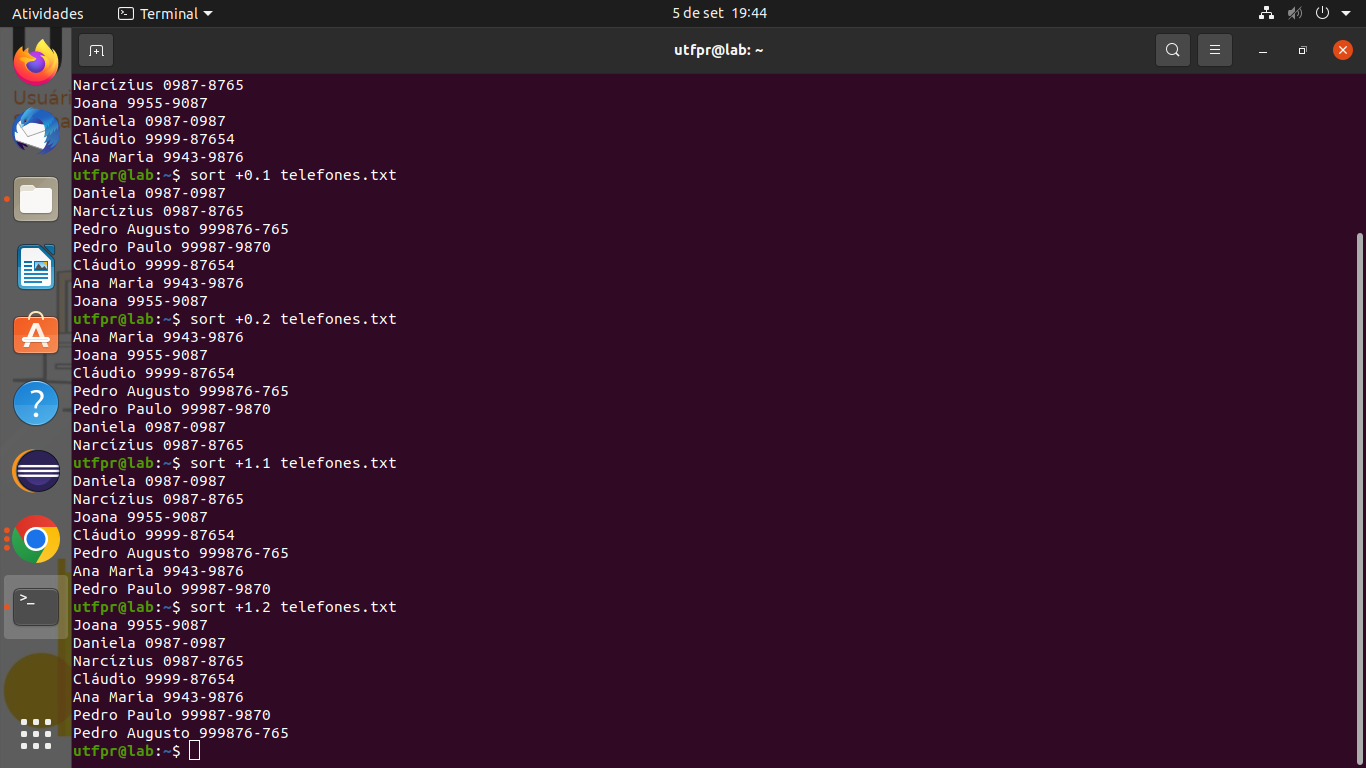 Atividades
Terminal
5 de set 19:44
utfpr@lab: ~
Usuári
Narcízius 0987-8765
Joana 9955-9087
Daniela 0987-0987
Cláudio 9999-87654
Ana Maria 9943-9876
utfpr@lab:~$ sort +0.1 telefones.txt
Daniela 0987-0987
Narcízius 0987-8765
Pedro Augusto 999876-765
Pedro Paulo 99987-9870
Cláudio 9999-87654
Ana Maria 9943-9876
Joana 9955-9087
utfpr@lab:~$ sort +0.2 telefones.txt
Ana Maria 9943-9876
Joana 9955-9087
Cláudio 9999-87654
Pedro Augusto 999876-765
Pedro Paulo 99987-9870
Daniela 0987-0987
Narcízius 0987-8765
utfpr@lab:~$ sort +1.1 telefones.txt
Daniela 0987-0987
Narcízius 0987-8765
Joana 9955-9087
Cláudio 9999-87654
Pedro Augusto 999876-765
Ana Maria 9943-9876
Pedro Paulo 99987-9870
utfpr@lab:~$ sort +1.2 telefones.txt
Joana 9955-9087
Daniela 0987-0987
Narcízius 0987-8765
Cláudio 9999-87654
Ana Maria 9943-9876
Pedro Paulo 99987-9870
Pedro Augusto 999876-765
utfpr@lab:~$